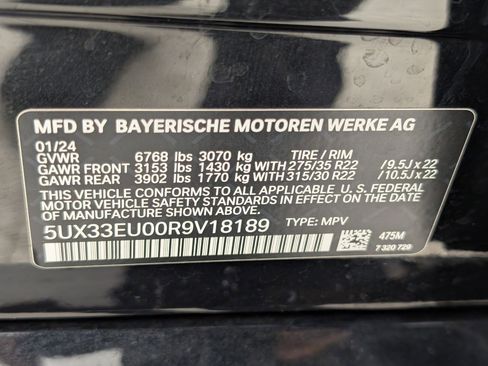 MFD BY BAYERISCHE MOTOREN WERKE AG
01/24
GVWR 6768 lbs 3070 kg TIRE / RIM
GAWR FRONT 3153 lbs 1430 kg WITH 275/35 R22 / 9.5J x 22
GAWR REAR 3902 lbs 1770 kg WITH 315/30 R22 / 10.5J x 22
THIS VEHICLE CONFORMS TO ALL APPLICABLE U. S. FEDERAL
MOTOR VEHICLE SAFETY STANDARDS IN EFFECT ON THE DATE
OF MANUFACTURE SHOWN ABOVE.
5UX33EU00R9V18189 TYPE: MPV
475M
7 320 729